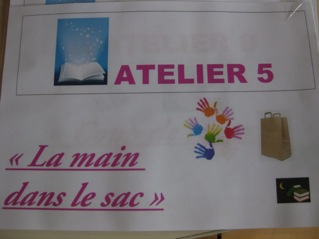 ATELIER 5
« La main
dans le sac »